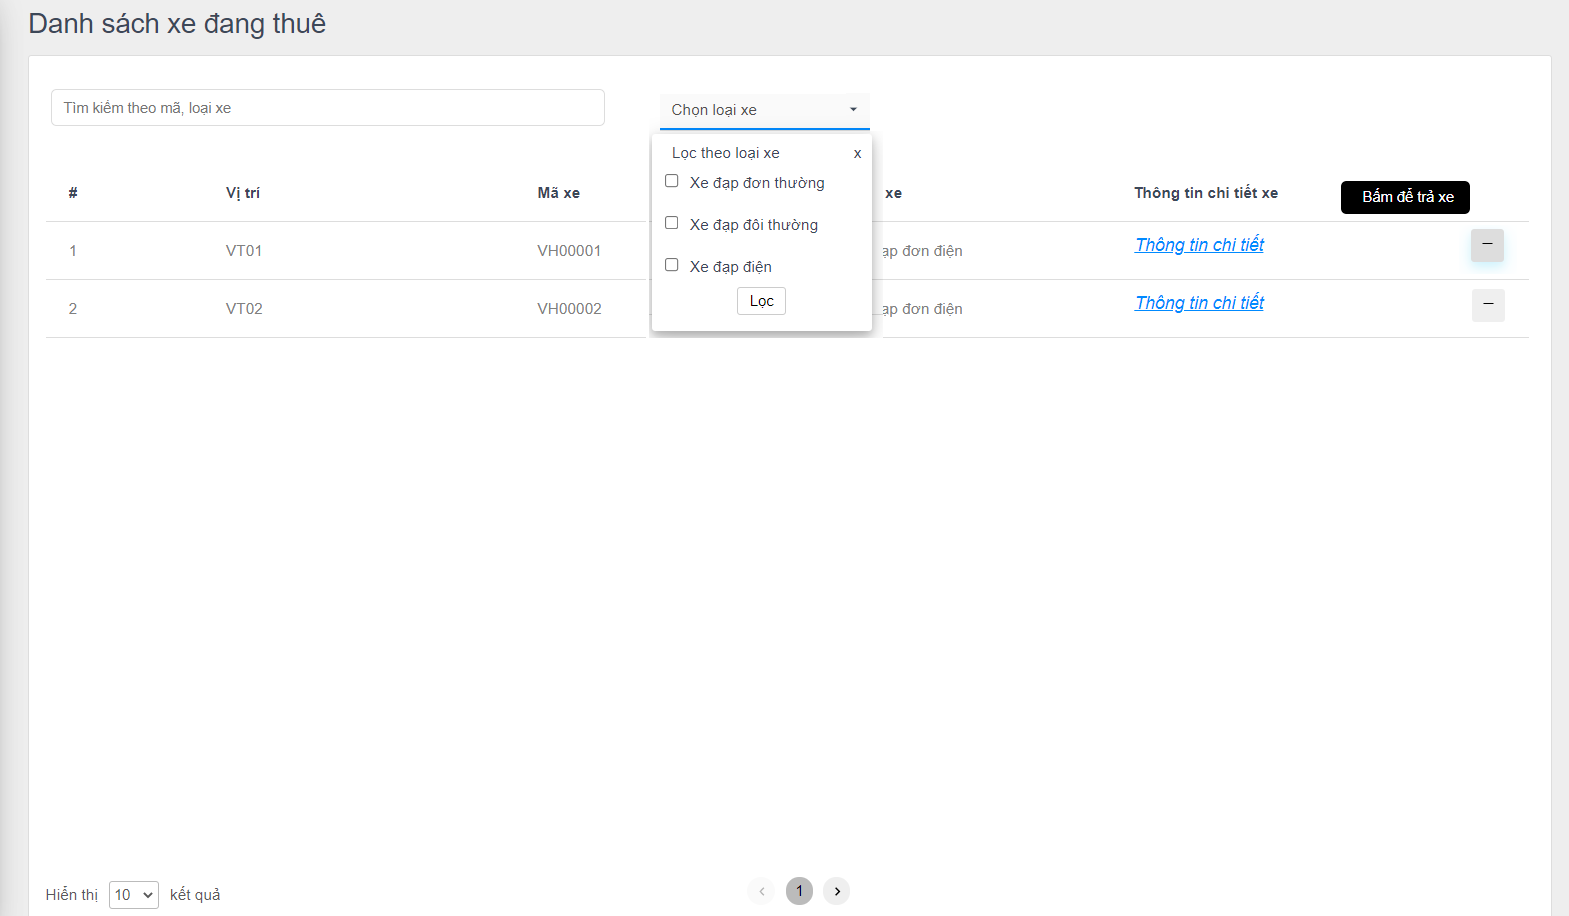 Danh sách xe đang thuê
Tìm kiếm theo mã, loại xe
Chọn loại xe
Lọc theo loại xe x
Xe đạp đơn thường
Xe đạp đôi thường
Xe đạp điện
Lọc
# Vị trí Mã xe xe Thông tin chi tiết xe Bấm để trả xe
1 VT01 VH00001 đơn điện Thông tin chi tiết −
2 VT02 VH00002 đơn điện Thông tin chi tiết −
Hiển thị 10 kết quả
‹ 1 ›